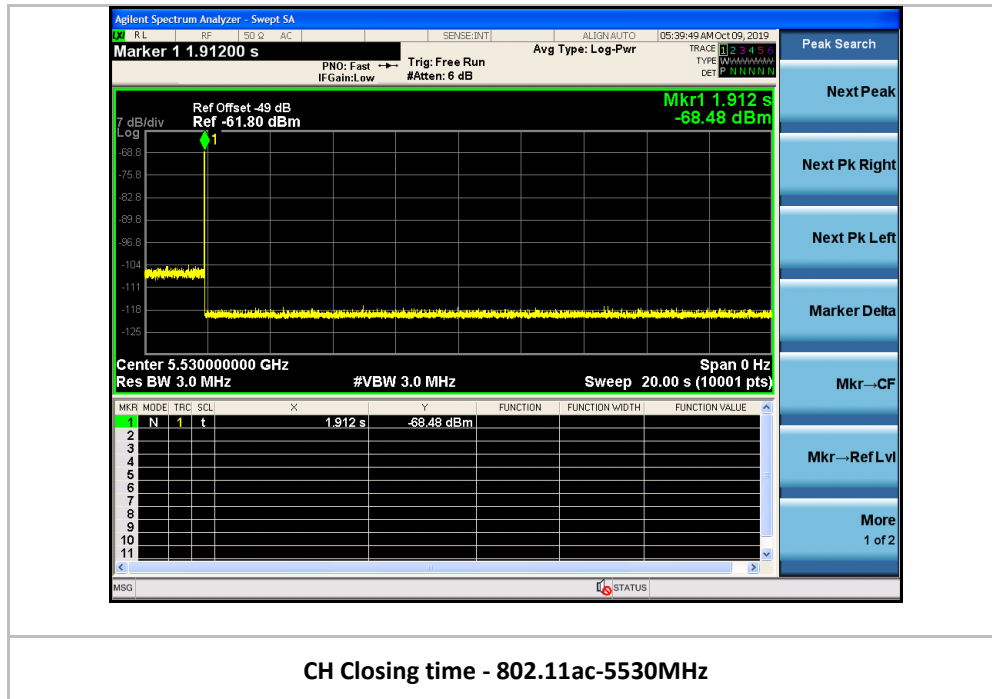 Agilent Spectrum Analyzer - Swept SA
LXI RL RF 50 Ω AC SENSE:INT ALIGN AUTO 05:39:49 AM Oct 09, 2019
Marker 1 1.91200 s
PNO: Fast
IFGain:Low
Trig: Free Run
#Atten: 6 dB
Avg Type: Log-Pwr
TRACE 1 2 3 4 5 6
TYPE W
DET P N N N N N
Peak Search
Next Peak
Next Pk Right
Next Pk Left
Marker Delta
Mkr→CF
Mkr→Ref Lvl
More
1 of 2
Mkr1 1.912 s
-68.48 dBm
Ref Offset -49 dB
7 dB/div Ref -61.80 dBm
Log
1
-68.8
-75.8
-82.8
-89.8
-96.8
-104
-111
-118
-125
Center 5.530000000 GHz Span 0 Hz
Res BW 3.0 MHz #VBW 3.0 MHz Sweep 20.00 s (10001 pts)
MKR MODE TRC SCL X Y FUNCTION FUNCTION WIDTH FUNCTION VALUE
1 N 1 t 1.912 s -68.48 dBm
2
3
4
5
6
7
8
9
10
11
MSG STATUS
CH Closing time - 802.11ac-5530MHz